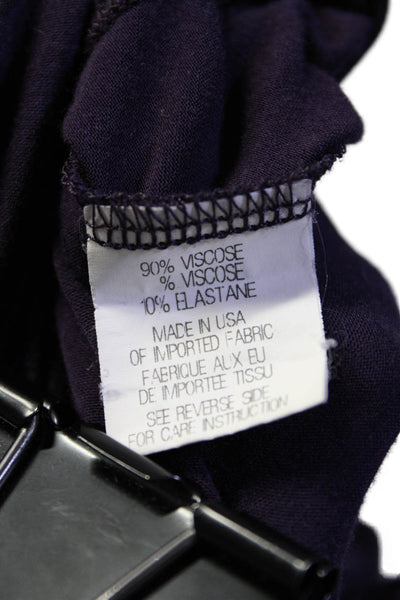 90% VISCOSE
% VISCOSE
10% ELASTANE
MADE IN USA
OF IMPORTED FABRIC
FABRIQUE AUX EU
DE IMPORTEE TISSU
SEE REVERSE SIDE
FOR CARE INSTRUCTION